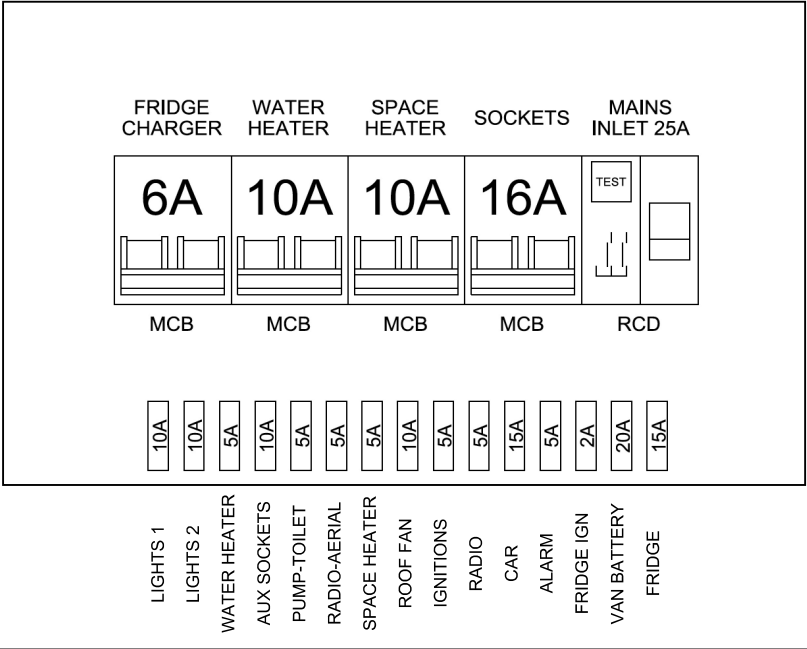 FRIDGE
CHARGER
WATER
HEATER
SPACE
HEATER
SOCKETS
MAINS
INLET 25A
6A
10A
10A
16A
TEST
MCB
MCB
MCB
MCB
RCD
10A
10A
5A
10A
5A
5A
5A
10A
5A
5A
15A
5A
2A
20A
15A
LIGHTS 1
LIGHTS 2
WATER HEATER
AUX SOCKETS
PUMP-TOILET
RADIO-AERIAL
SPACE HEATER
ROOF FAN
IGNITIONS
RADIO
CAR
ALARM
FRIDGE IGN
VAN BATTERY
FRIDGE